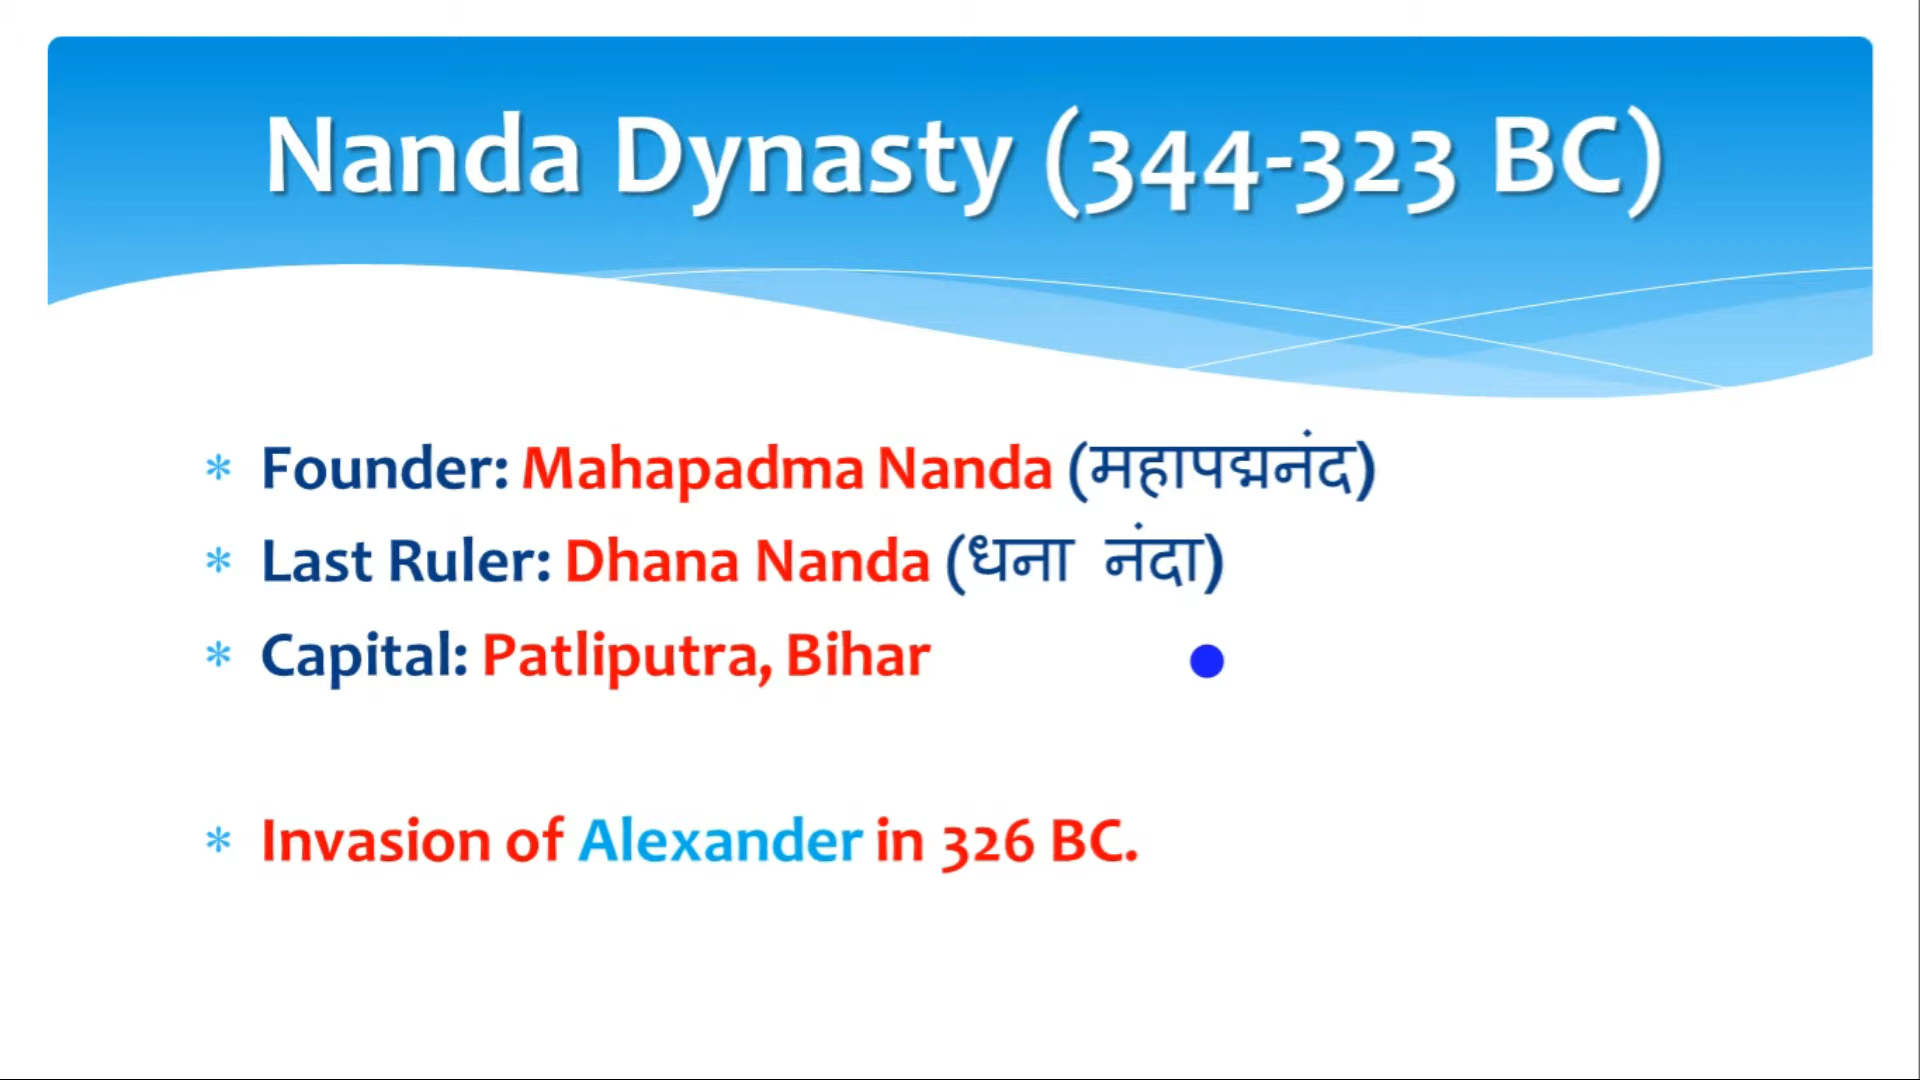 Nanda Dynasty (344-323 BC)
* Founder: Mahapadma Nanda (महापद्मनंद)
* Last Ruler: Dhana Nanda (धना नंदा)
* Capital: Patliputra, Bihar
* Invasion of Alexander in 326 BC.